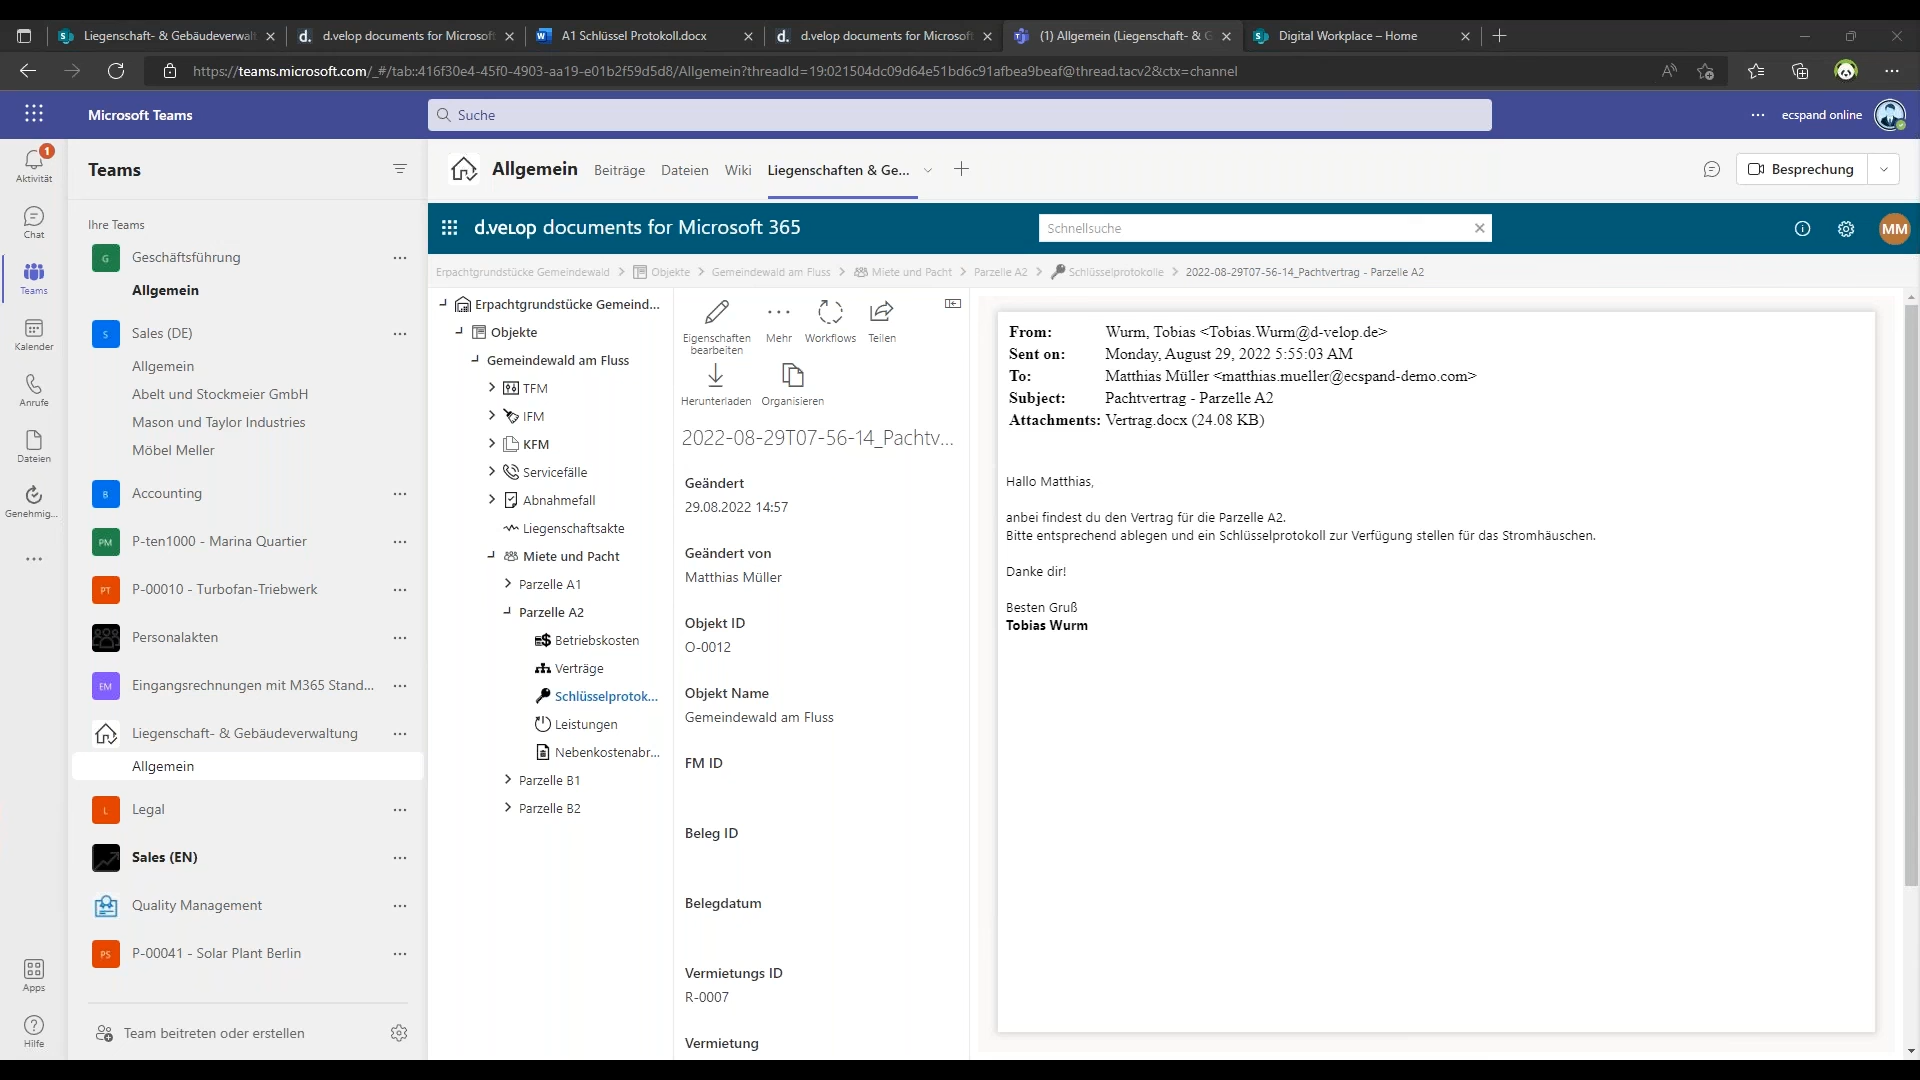 Liegenschaft- & Gebäudeverwalt
d.velop documents for Microsoft
A1 Schlüssel Protokoll.docx
d.velop documents for Microsoft
(1) Allgemein (Liegenschaft- & G
Digital Workplace – Home
https://teams.microsoft.com/_#/tab::416f30e4-45f0-4903-aa19-e01b2f59d5d8/Allgemein?threadId=19:021504dc09d64e51bd6c91afbea9beaf@thread.tacv2&ctx=channel
Microsoft Teams
Suche
ecspand online
1
Aktivität
Chat
Teams
Kalender
Anrufe
Dateien
Genehmig...
Apps
Hilfe
Teams
Ihre Teams
G
Geschäftsführung
Allgemein
S
Sales (DE)
Allgemein
Abelt und Stockmeier GmbH
Mason und Taylor Industries
Möbel Meller
B
Accounting
PM
P-ten1000 - Marina Quartier
PT
P-00010 - Turbofan-Triebwerk
Personalakten
EM
Eingangsrechnungen mit M365 Stand...
Liegenschaft- & Gebäudeverwaltung
Allgemein
L
Legal
Sales (EN)
Quality Management
PS
P-00041 - Solar Plant Berlin
Team beitreten oder erstellen
Allgemein
Beiträge
Dateien
Wiki
Liegenschaften & Ge...
Besprechung
d.velop documents for Microsoft 365
Schnellsuche
MM
Erpachtgrundstücke Gemeindewald
Objekte
Gemeindewald am Fluss
Miete und Pacht
Parzelle A2
Schlüsselprotokolle
2022-08-29T07-56-14_Pachtvertrag - Parzelle A2
Erpachtgrundstücke Gemeind...
Objekte
Gemeindewald am Fluss
TFM
IFM
KFM
Servicefälle
Abnahmefall
Liegenschaftsakte
Miete und Pacht
Parzelle A1
Parzelle A2
Betriebskosten
Verträge
Schlüsselprotok...
Leistungen
Nebenkostenabr...
Parzelle B1
Parzelle B2
Eigenschaften
bearbeiten
Mehr
Workflows
Teilen
Herunterladen
Organisieren
2022-08-29T07-56-14_Pachtv...
Geändert
29.08.2022 14:57
Geändert von
Matthias Müller
Objekt ID
O-0012
Objekt Name
Gemeindewald am Fluss
FM ID
Beleg ID
Belegdatum
Vermietungs ID
R-0007
Vermietung
From: Wurm, Tobias <Tobias.Wurm@d-velop.de>
Sent on: Monday, August 29, 2022 5:55:03 AM
To: Matthias Müller <matthias.mueller@ecspand-demo.com>
Subject: Pachtvertrag - Parzelle A2
Attachments: Vertrag.docx (24.08 KB)
Hallo Matthias,
anbei findest du den Vertrag für die Parzelle A2.
Bitte entsprechend ablegen und ein Schlüsselprotokoll zur Verfügung stellen für das Stromhäuschen.
Danke dir!
Besten Gruß
Tobias Wurm